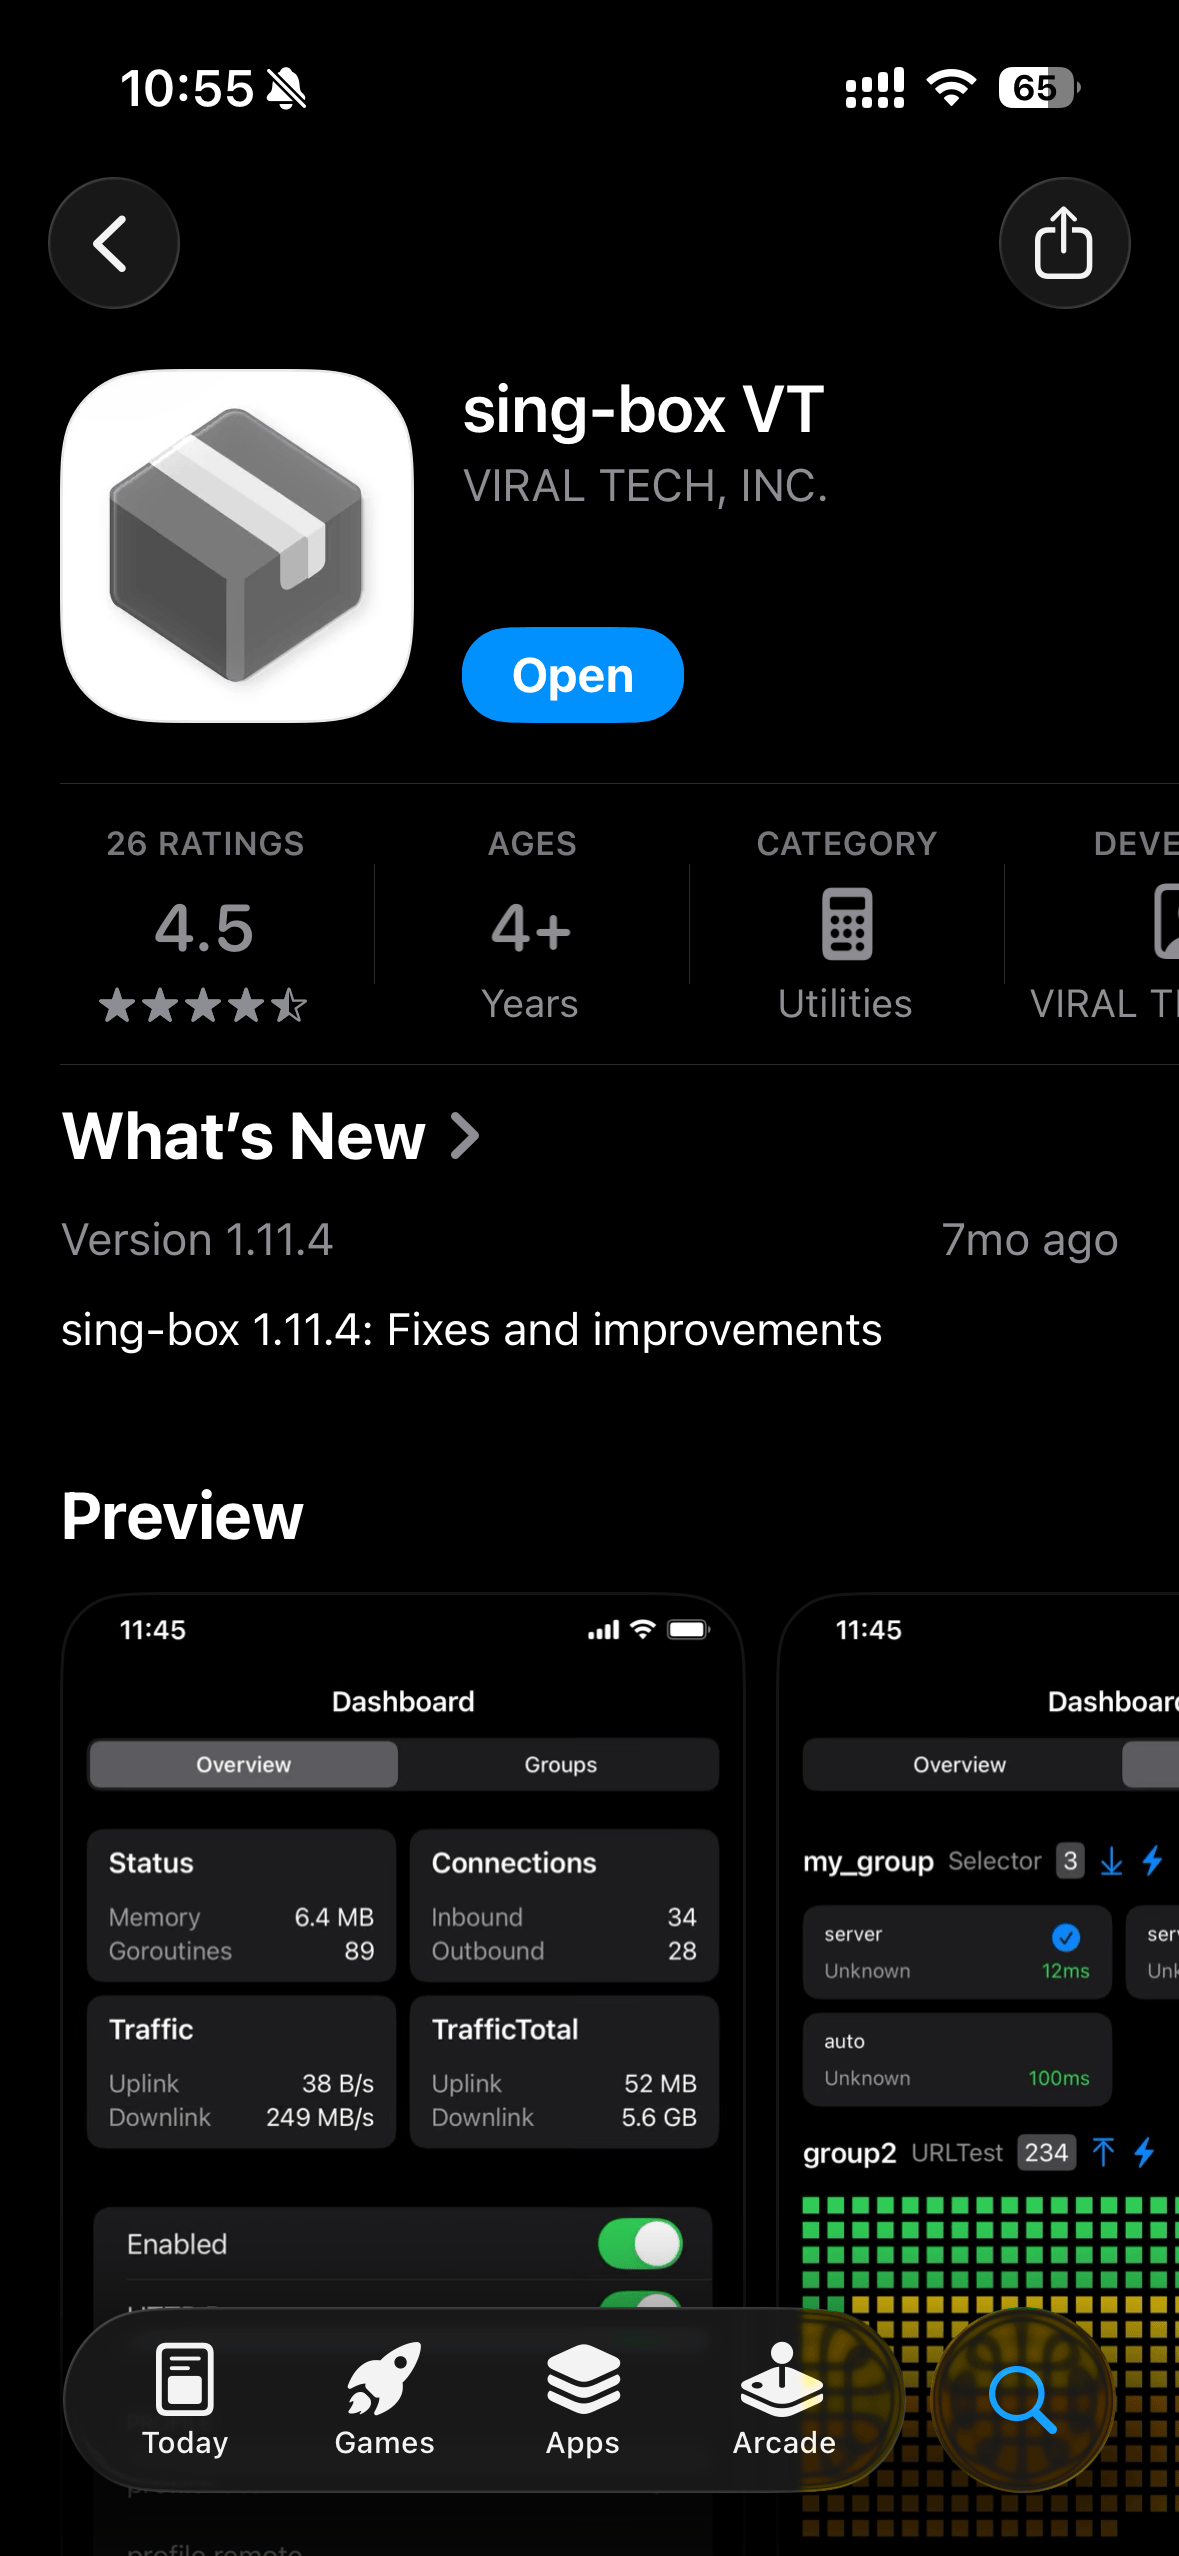 10:55
65
sing-box VT
VIRAL TECH, INC.
Open
26 RATINGS
4.5
AGES
4+
Years
CATEGORY
Utilities
DEVE
VIRAL T
What's New
Version 1.11.4
7mo ago
sing-box 1.11.4: Fixes and improvements
Preview
11:45
Dashboard
Overview
Groups
Status
Memory 6.4 MB
Goroutines 89
Connections
Inbound 34
Outbound 28
Traffic
Uplink 38 B/s
Downlink 249 MB/s
TrafficTotal
Uplink 52 MB
Downlink 5.6 GB
Enabled
profile remote
11:45
Dashboard
Overview
my_group Selector 3
server
Unknown 12ms
auto
Unknown 100ms
group2 URLTest 234
Today
Games
Apps
Arcade